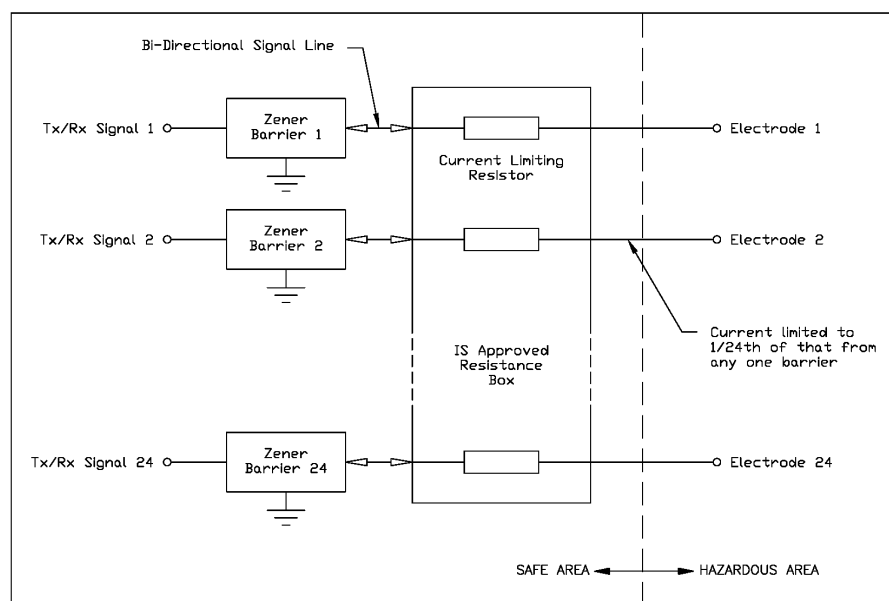 Bi-Directional Signal Line
Tx/Rx Signal 1
Zener
Barrier 1
Electrode 1
Current Limiting
Resistor
Tx/Rx Signal 2
Zener
Barrier 2
Electrode 2
Current limited to
1/24th of that from
any one barrier
IS Approved
Resistance
Box
Tx/Rx Signal 24
Zener
Barrier 24
Electrode 24
SAFE AREA
HAZARDOUS AREA